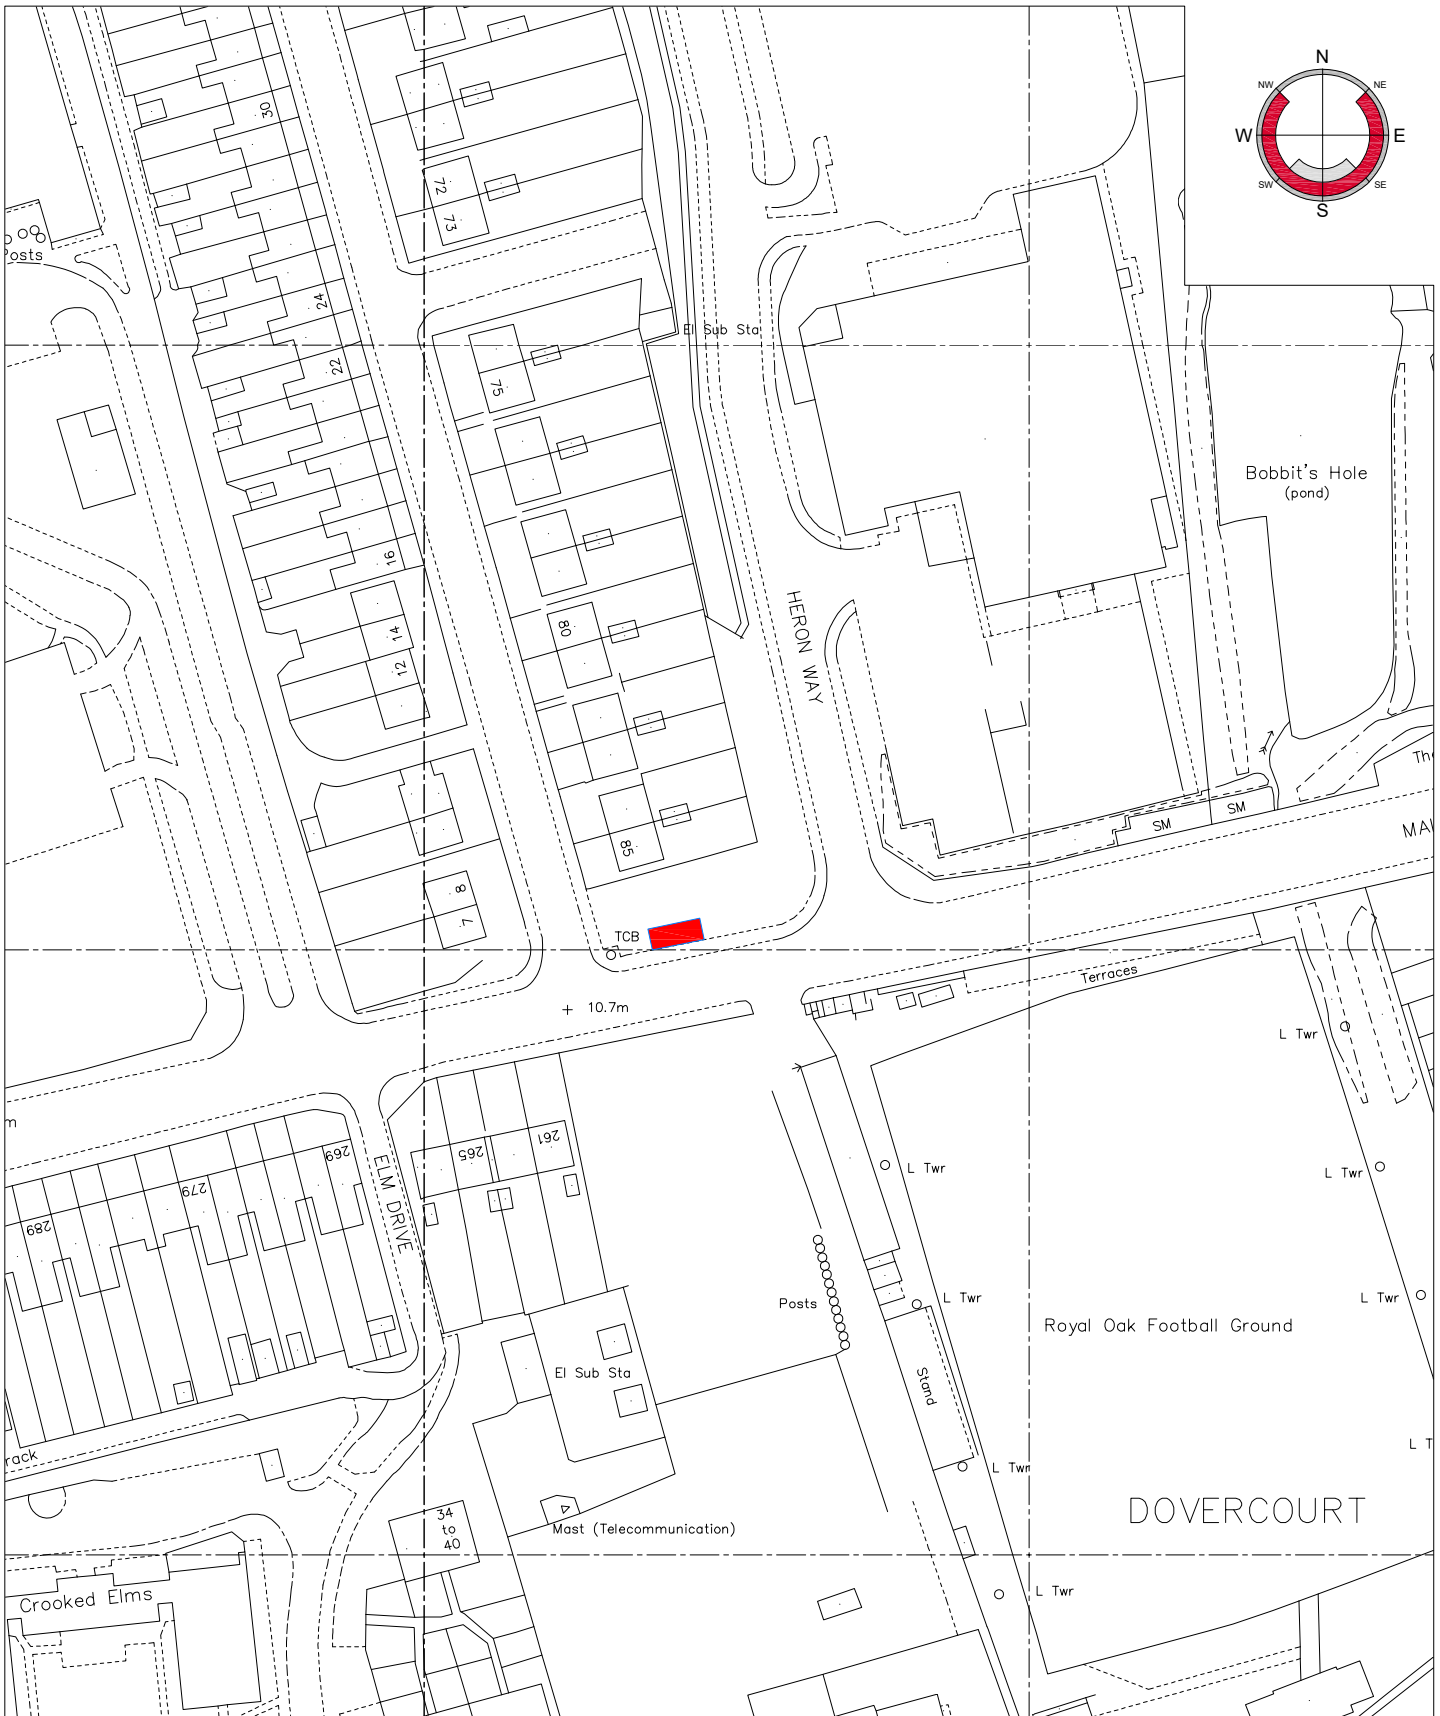 N
NW
NE
W
E
SW
SE
S
30
72
73
Posts
24
El Sub Sta
22
75
Bobbit's Hole
(pond)
16
HERON WAY
14
80
12
SM
SM
85
8
7
TCB
Terraces
10.7m
L Twr
m
269
265
261
ELM DRIVE
279
289
L Twr
L Twr
L Twr
L Twr
Posts
Royal Oak Football Ground
El Sub Sta
Stand
L Twr
DOVERCOURT
34
to
40
Mast (Telecommunication)
Crooked Elms
L Twr